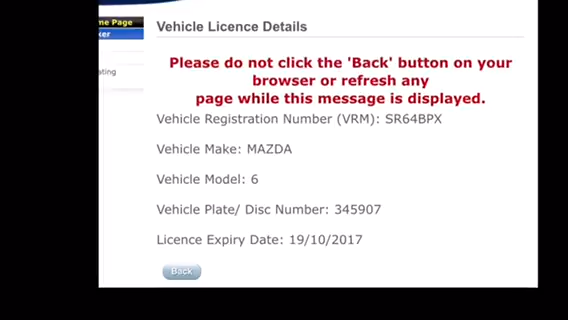 me Page
ker
ating
Vehicle Licence Details
Please do not click the 'Back' button on your
browser or refresh any
page while this message is displayed.
Vehicle Registration Number (VRM): SR64BPX
Vehicle Make: MAZDA
Vehicle Model: 6
Vehicle Plate/ Disc Number: 345907
Licence Expiry Date: 19/10/2017
Back